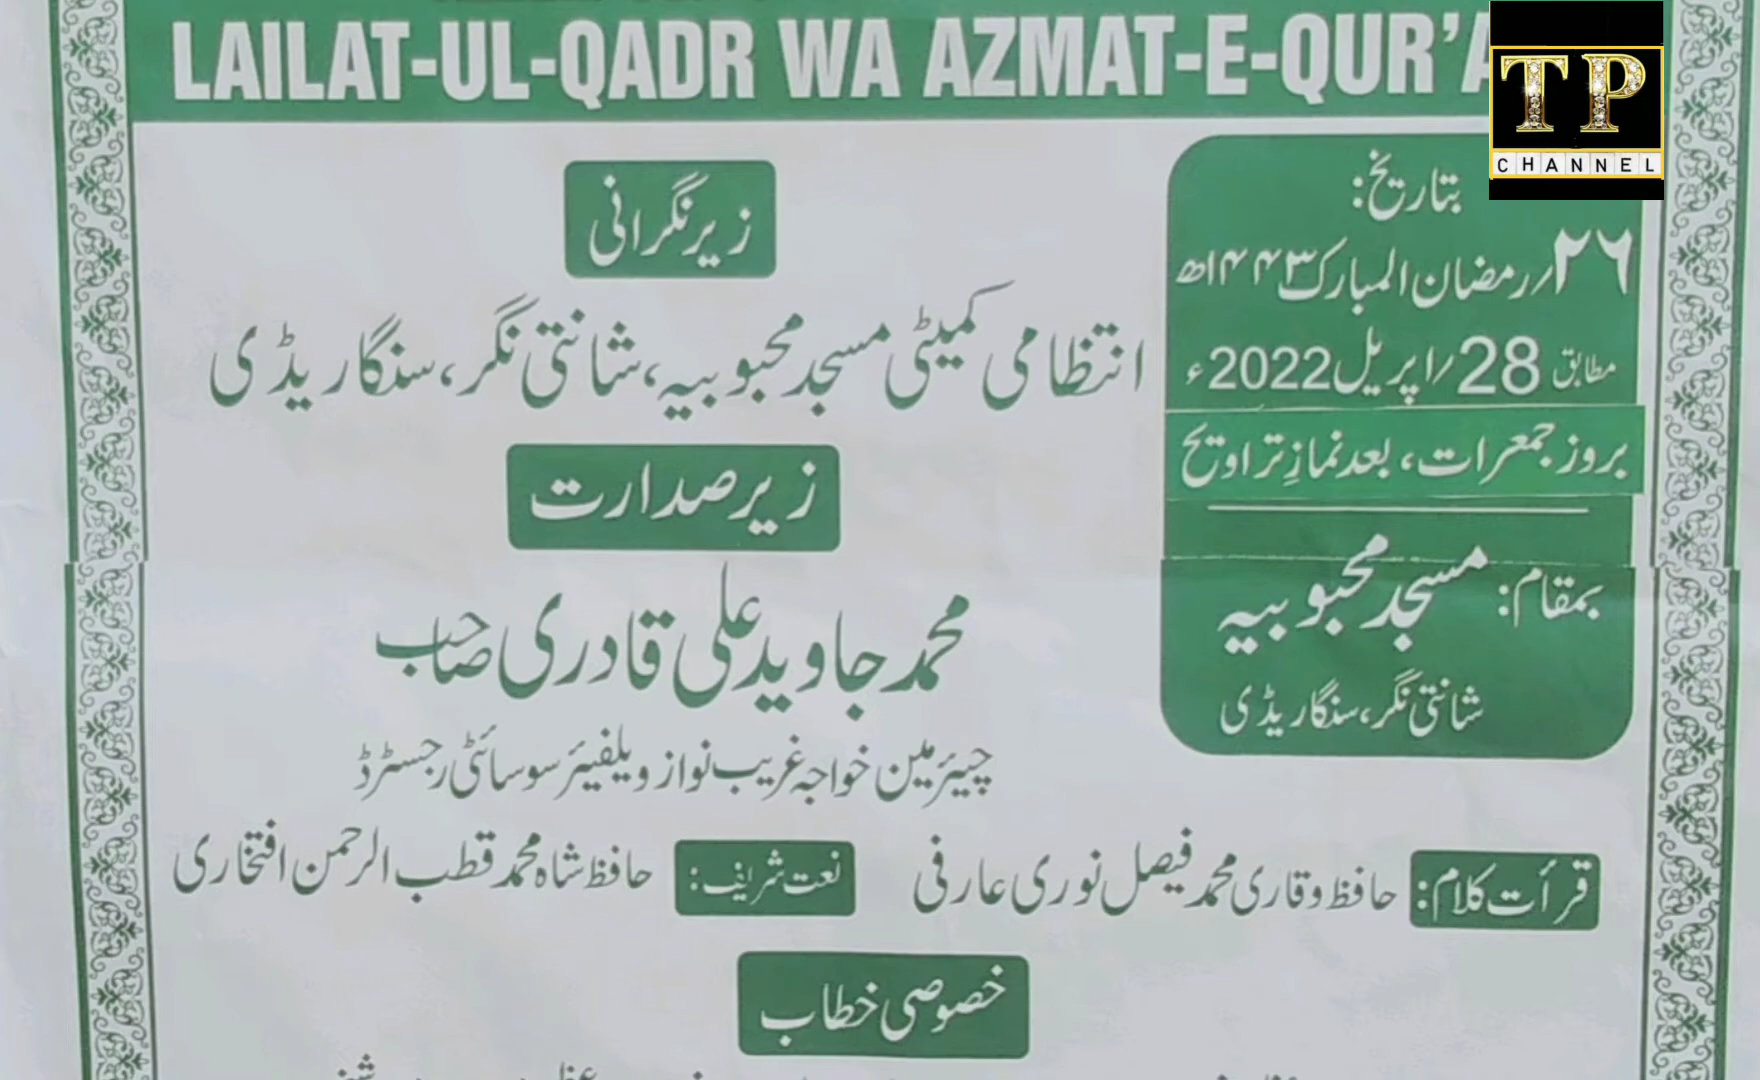 LAILAT-UL-QADR WA AZMAT-E-QUR'A
TP
CHANNEL
بتاریخ:
۲۶/رمضان المبارک ۱۴۴۳ھ
مطابق 28/اپریل 2022ء
بروز جمعرات، بعد نمازِ تراویح
بمقام: مسجد محبوبیہ
شانتی نگر، سنگاریڈی
زیر نگرانی
انتظامی کمیٹی مسجد محبوبیہ، شانتی نگر، سنگاریڈی
زیر صدارت
محمد جاوید علی قادری صاحب
چیئرمین خواجہ غریب نواز ویلفیئر سوسائٹی رجسٹرڈ
قرأت کلام: حافظ و قاری محمد فیصل نوری عارفی نعت شریف: حافظ شاہ محمد قطب الرحمن افتخاری
خصوصی خطاب